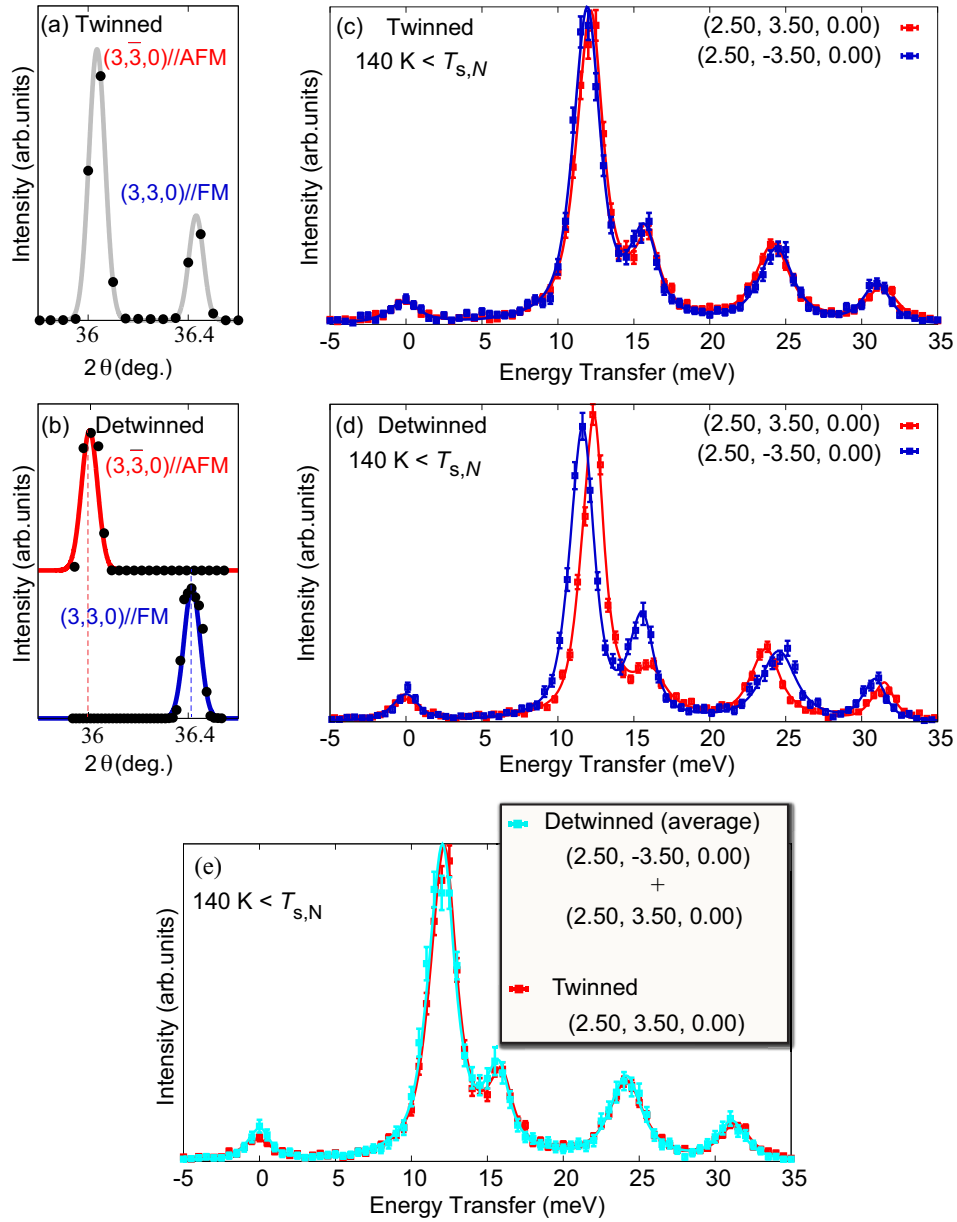 (a) Twinned
(3,3̅,0)//AFM
(3,3,0)//FM
Intensity (arb.units)
36
36.4
2θ(deg.)
(c)
Twinned
140 K < Ts,N
(2.50, 3.50, 0.00)
(2.50, -3.50, 0.00)
Intensity (arb.units)
-5
0
5
10
15
20
25
30
35
Energy Transfer (meV)
(b) Detwinned
(3,3̅,0)//AFM
(3,3,0)//FM
Intensity (arb.units)
36
36.4
2θ(deg.)
(d)
Detwinned
140 K < Ts,N
(2.50, 3.50, 0.00)
(2.50, -3.50, 0.00)
Intensity (arb.units)
-5
0
5
10
15
20
25
30
35
Energy Transfer (meV)
(e)
140 K < Ts,N
Detwinned (average)
(2.50, -3.50, 0.00)
+
(2.50, 3.50, 0.00)
Twinned
(2.50, 3.50, 0.00)
Intensity (arb.units)
-5
0
5
10
15
20
25
30
35
Energy Transfer (meV)